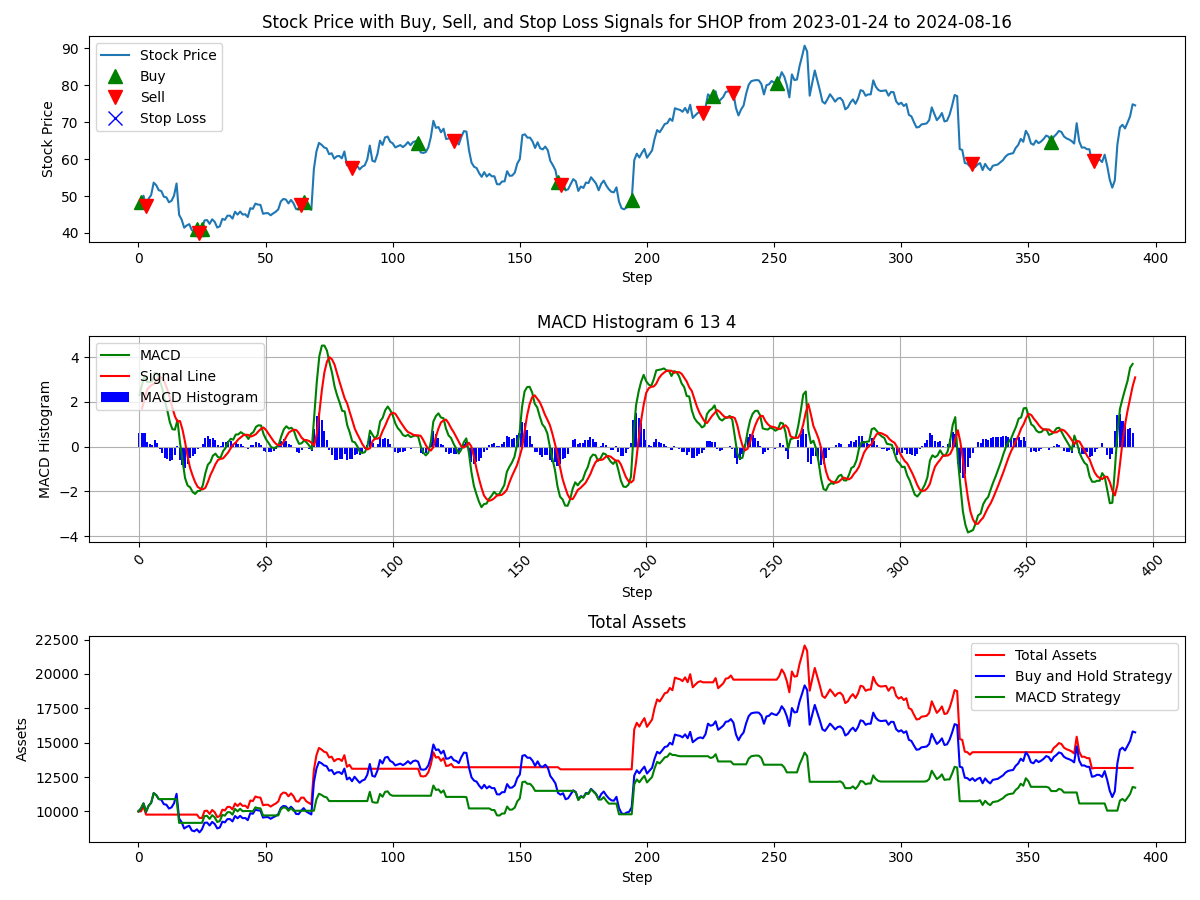 Stock Price with Buy, Sell, and Stop Loss Signals for SHOP from 2023-01-24 to 2024-08-16
Stock Price
90
80
70
60
50
40
Stock Price
Buy
Sell
Stop Loss
0 50 100 150 200 250 300 350 400
Step
MACD Histogram 6 13 4
MACD Histogram
4
2
0
−2
−4
MACD
Signal Line
MACD Histogram
0 50 100 150 200 250 300 350 400
Step
Total Assets
Assets
22500
20000
17500
15000
12500
10000
Total Assets
Buy and Hold Strategy
MACD Strategy
0 50 100 150 200 250 300 350 400
Step